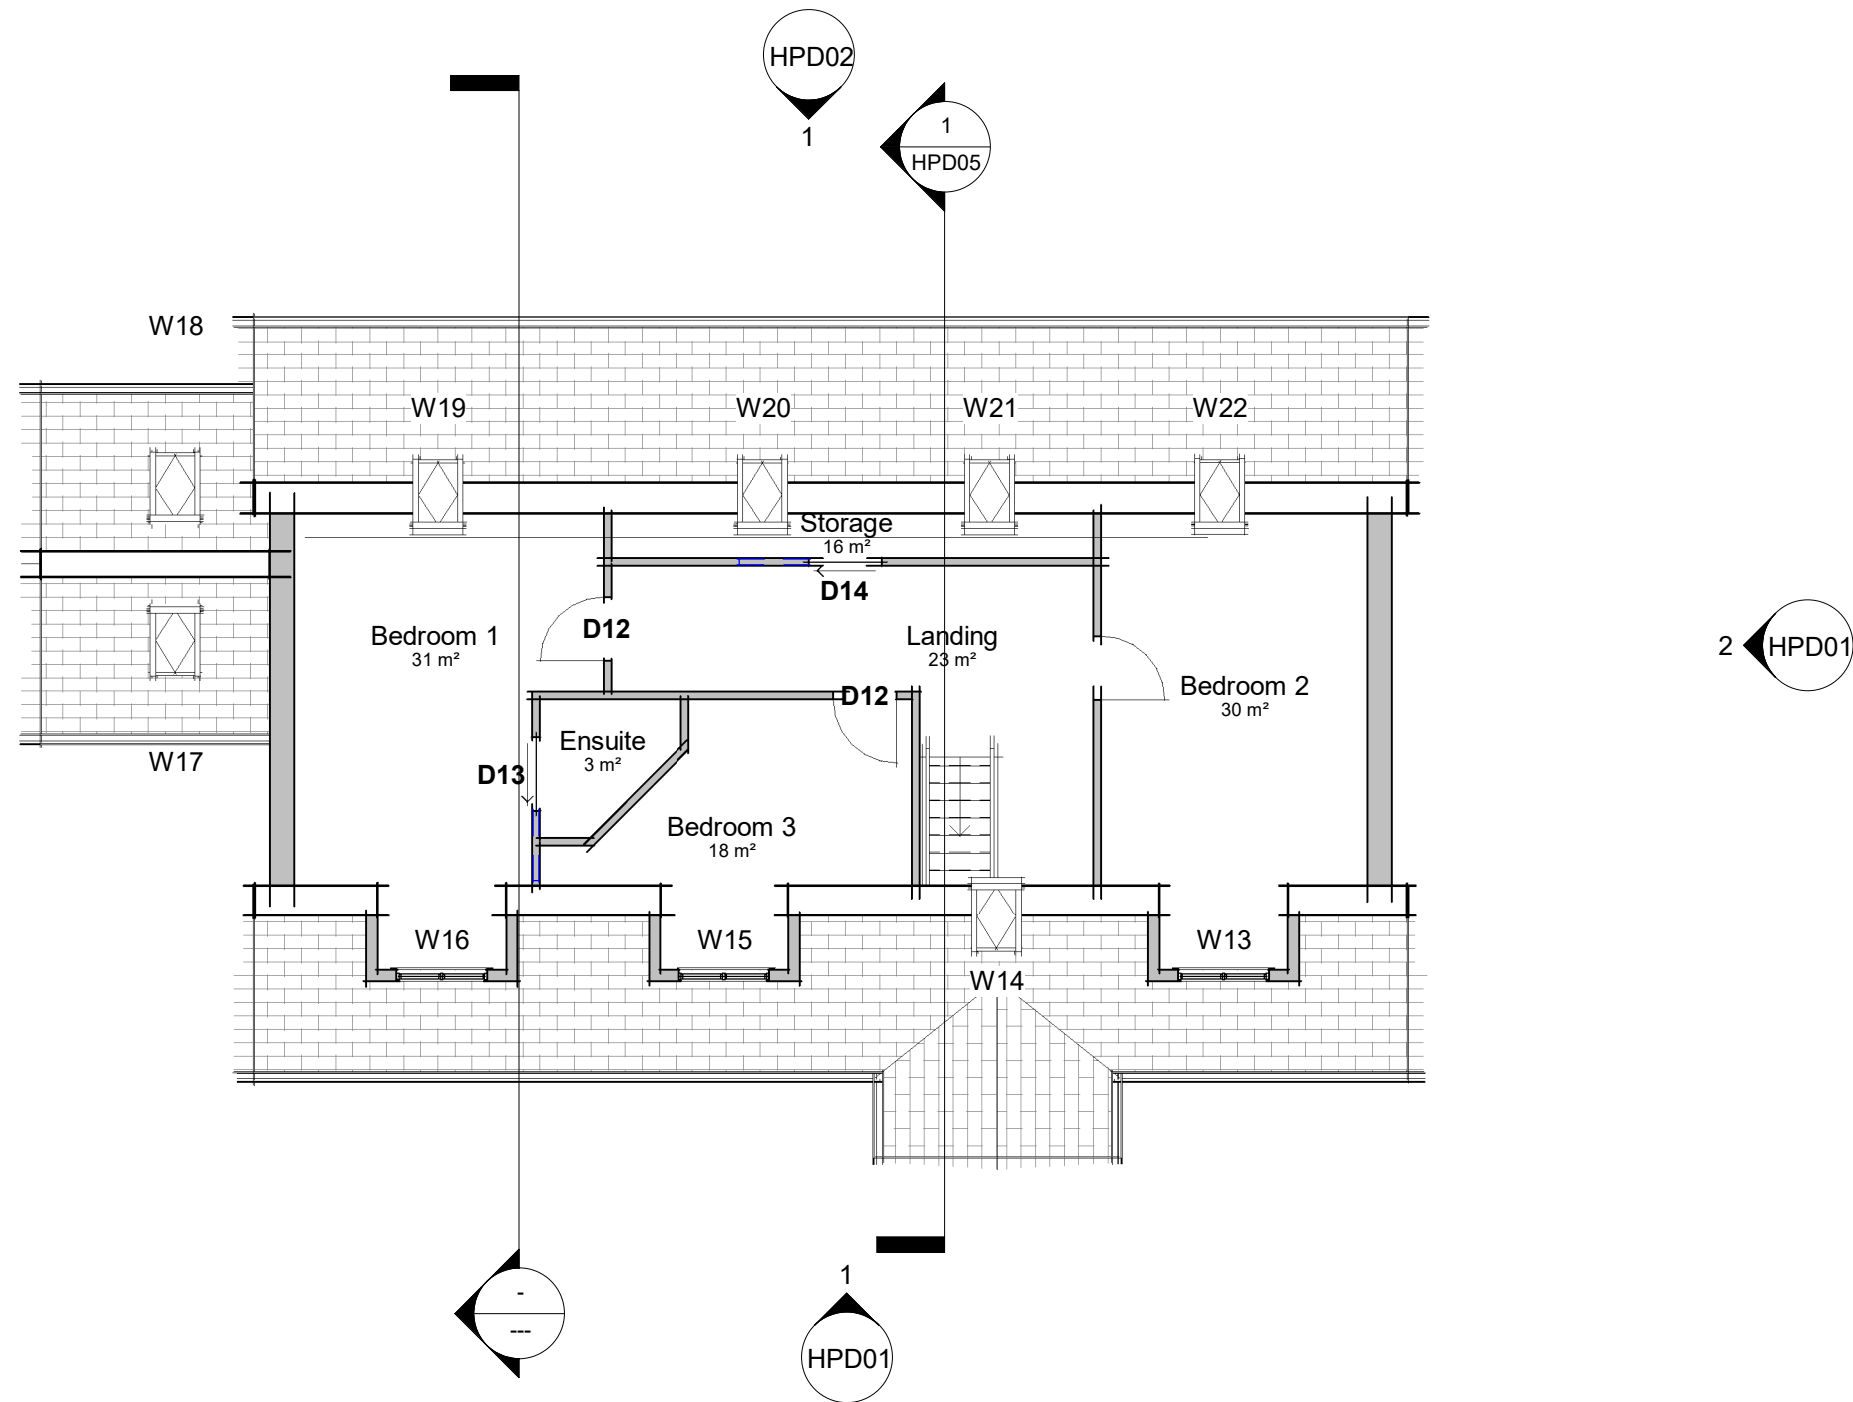 HPD02
1
1
HPD05
W18
W19
W20
W21
W22
Storage
16 m²
D14
Bedroom 1
31 m²
D12
Landing
23 m²
2
HPD01
Bedroom 2
30 m²
D12
Ensuite
3 m²
W17
D13
Bedroom 3
18 m²
W16
W15
W13
W14
1
-
---
HPD01